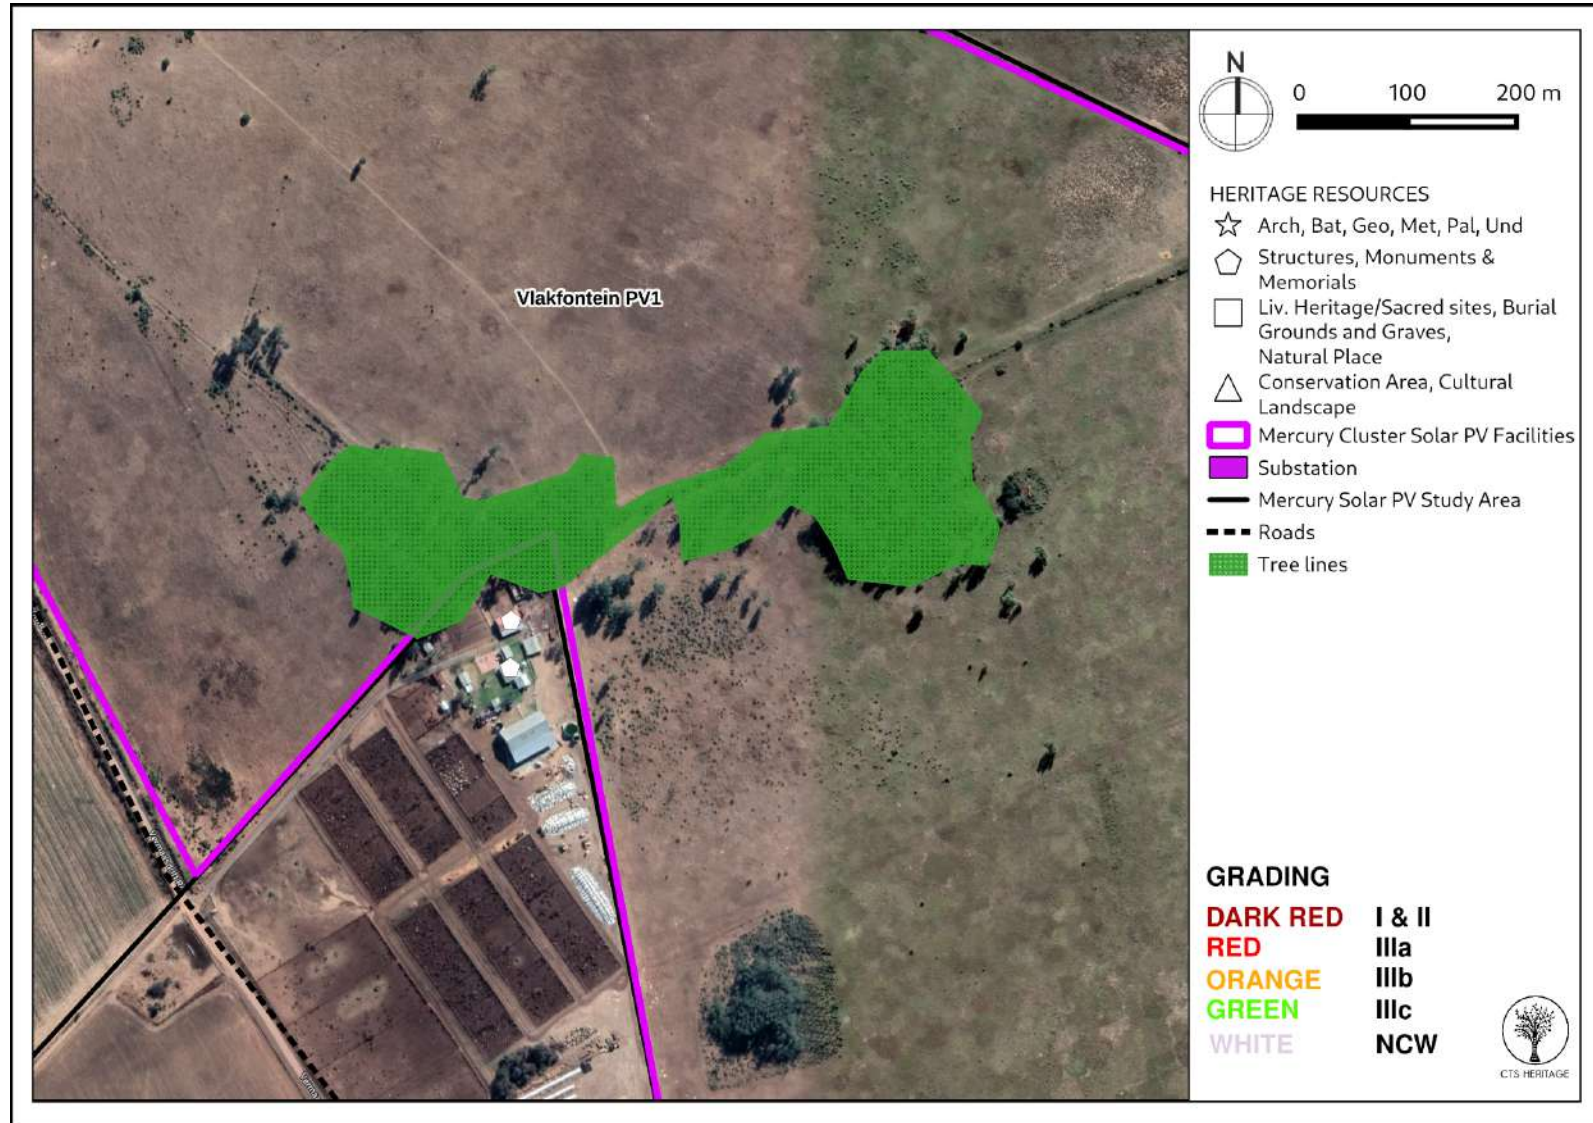 Vlakfontein PV1
N
0 100 200 m
HERITAGE RESOURCES
Arch, Bat, Geo, Met, Pal, Und
Structures, Monuments &
Memorials
Liv. Heritage/Sacred sites, Burial
Grounds and Graves,
Natural Place
Conservation Area, Cultural
Landscape
Mercury Cluster Solar PV Facilities
Substation
Mercury Solar PV Study Area
Roads
Tree lines
GRADING
DARK RED I & II
RED IIIa
ORANGE IIIb
GREEN IIIc
WHITE NCW
CTS HERITAGE